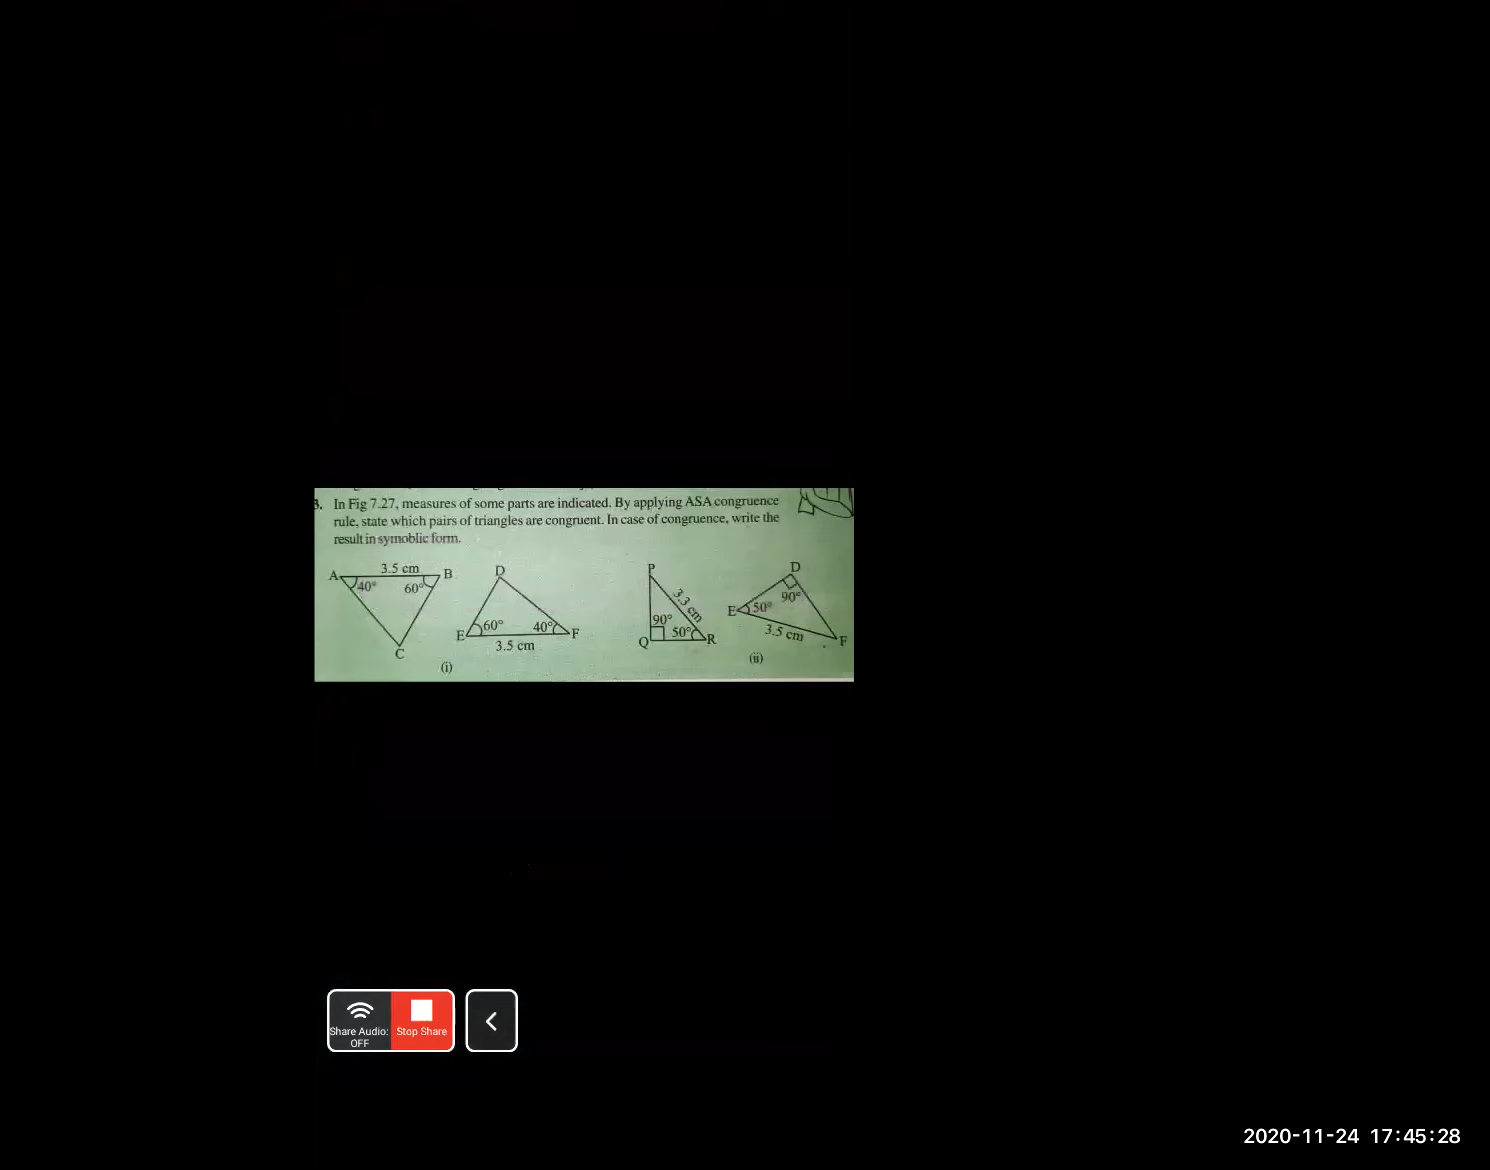 3. In Fig 7.27, measures of some parts are indicated. By applying ASA congruence
rule, state which pairs of triangles are congruent. In case of congruence, write the
result in symoblic form.
A 3.5 cm B
40° 60°
C
D
E 60° 40° F
3.5 cm
(i)
P
3.3 cm
90°
Q 50° R
D
90°
E 50°
3.5 cm
F
(ii)
Share Audio:
OFF
Stop Share
2020-11-24 17:45:28